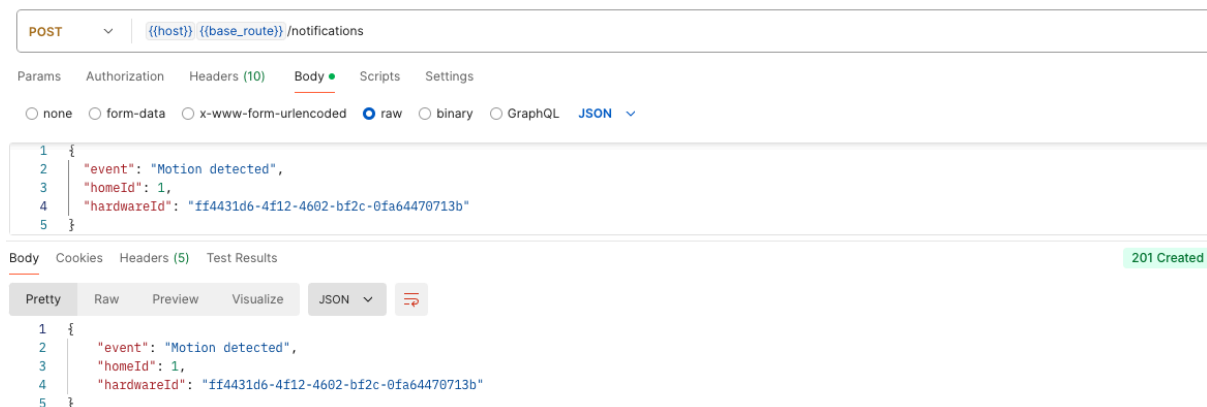 POST {{host}} {{base_route}} /notifications
Params Authorization Headers (10) Body Scripts Settings
none form-data x-www-form-urlencoded raw binary GraphQL JSON
1 {
2 "event": "Motion detected",
3 "homeId": 1,
4 "hardwareId": "ff4431d6-4f12-4602-bf2c-0fa64470713b"
5 }
Body Cookies Headers (5) Test Results 201 Created
Pretty Raw Preview Visualize JSON
1 {
2 "event": "Motion detected",
3 "homeId": 1,
4 "hardwareId": "ff4431d6-4f12-4602-bf2c-0fa64470713b"
5 }